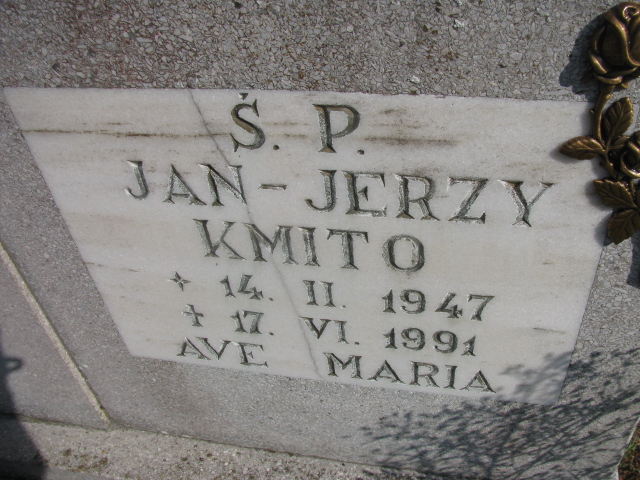 Ś. P.
JAN-JERZY
KMITO
* 14. II. 1947
† 17. VI. 1991
AVE MARIA